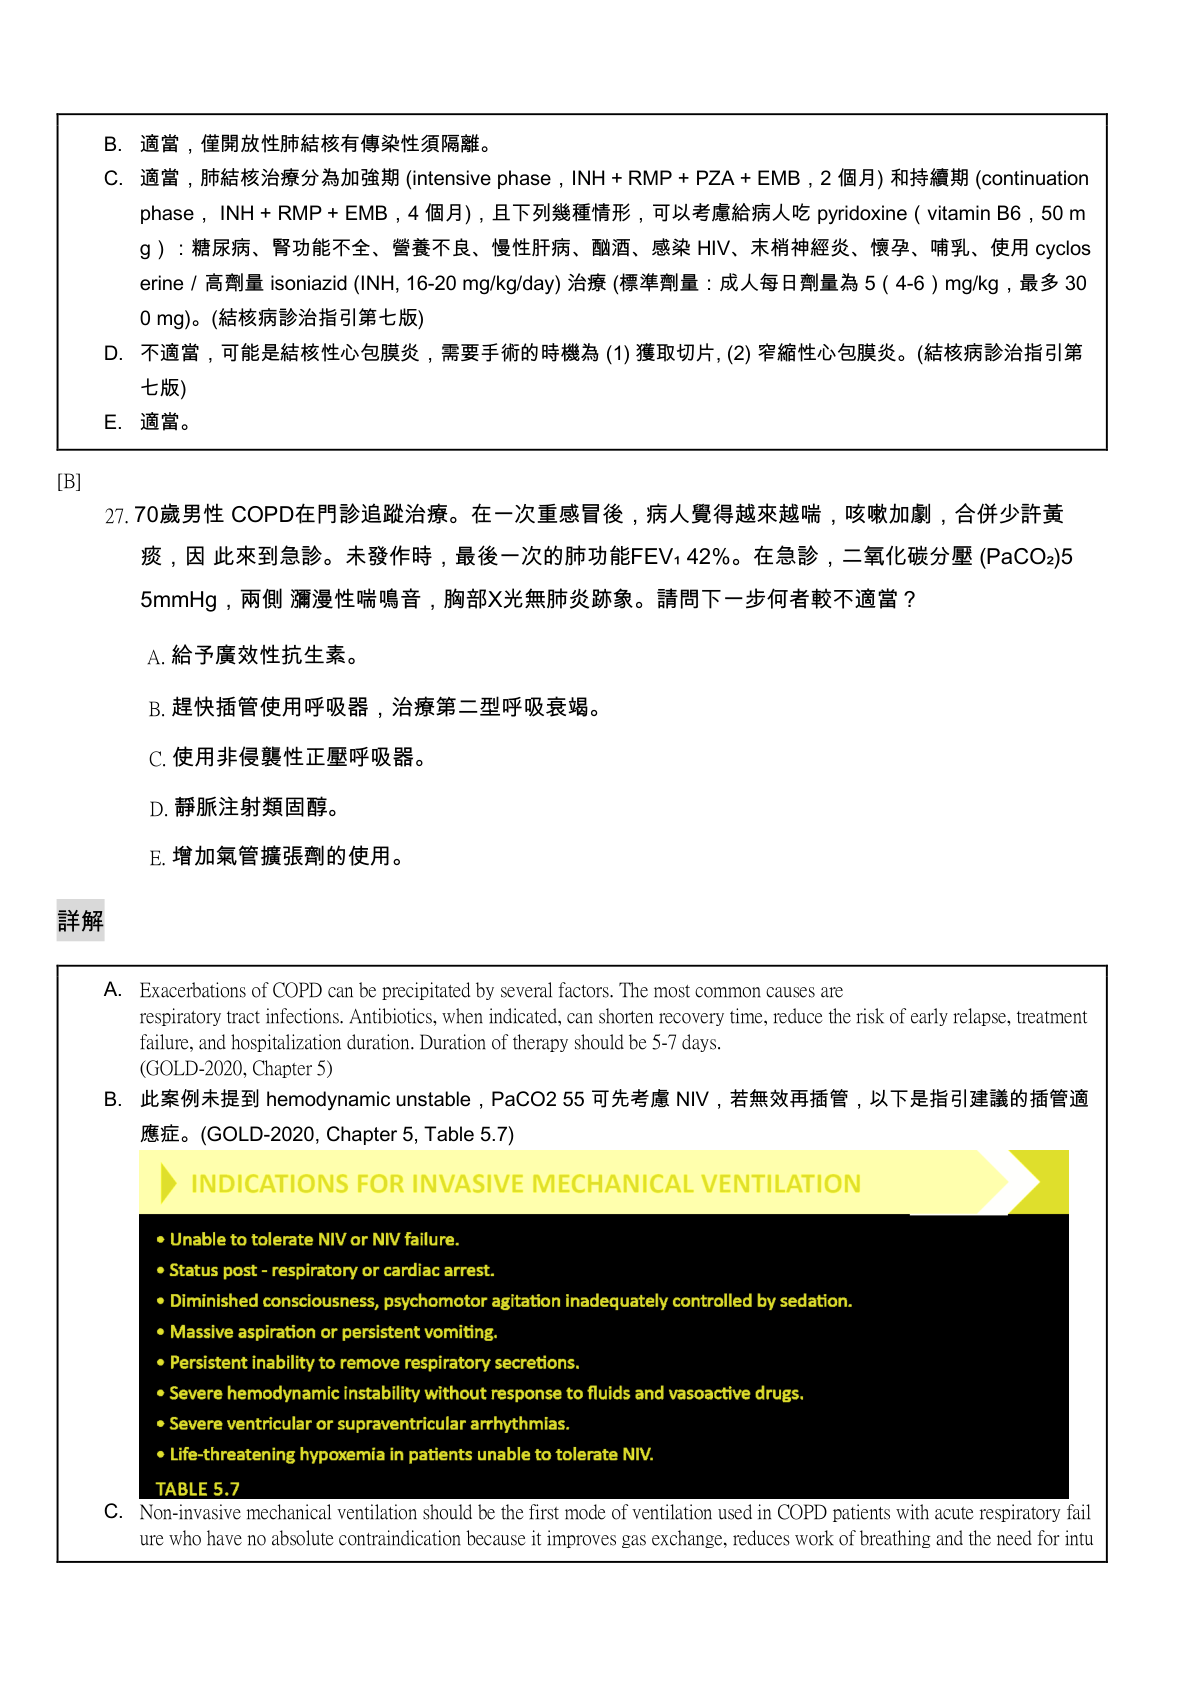 B. 適當，僅開放性肺結核有傳染性須隔離。
C. 適當，肺結核治療分為加強期 (intensive phase，INH + RMP + PZA + EMB，2 個月) 和持續期 (continuation
phase， INH + RMP + EMB，4 個月)，且下列幾種情形，可以考慮給病人吃 pyridoxine（vitamin B6，50 m
g）：糖尿病、腎功能不全、營養不良、慢性肝病、酗酒、感染 HIV、末梢神經炎、懷孕、哺乳、使用 cyclos
erine／高劑量 isoniazid (INH, 16-20 mg/kg/day) 治療 (標準劑量：成人每日劑量為 5（4-6）mg/kg，最多 30
0 mg)。(結核病診治指引第七版)
D. 不適當，可能是結核性心包膜炎，需要手術的時機為 (1) 獲取切片, (2) 窄縮性心包膜炎。(結核病診治指引第
七版)
E. 適當。
[B]
27. 70歲男性 COPD在門診追蹤治療。在一次重感冒後，病人覺得越來越喘，咳嗽加劇，合併少許黃
痰，因 此來到急診。未發作時，最後一次的肺功能FEV₁ 42%。在急診，二氧化碳分壓 (PaCO₂)5
5mmHg，兩側 瀰漫性喘鳴音，胸部X光無肺炎跡象。請問下一步何者較不適當？
A. 給予廣效性抗生素。
B. 趕快插管使用呼吸器，治療第二型呼吸衰竭。
C. 使用非侵襲性正壓呼吸器。
D. 靜脈注射類固醇。
E. 增加氣管擴張劑的使用。
詳解
A. Exacerbations of COPD can be precipitated by several factors. The most common causes are
respiratory tract infections. Antibiotics, when indicated, can shorten recovery time, reduce the risk of early relapse, treatment
failure, and hospitalization duration. Duration of therapy should be 5-7 days.
(GOLD-2020, Chapter 5)
B. 此案例未提到 hemodynamic unstable，PaCO2 55 可先考慮 NIV，若無效再插管，以下是指引建議的插管適
應症。(GOLD-2020, Chapter 5, Table 5.7)
INDICATIONS FOR INVASIVE MECHANICAL VENTILATION
• Unable to tolerate NIV or NIV failure.
• Status post - respiratory or cardiac arrest.
• Diminished consciousness, psychomotor agitation inadequately controlled by sedation.
• Massive aspiration or persistent vomiting.
• Persistent inability to remove respiratory secretions.
• Severe hemodynamic instability without response to fluids and vasoactive drugs.
• Severe ventricular or supraventricular arrhythmias.
• Life-threatening hypoxemia in patients unable to tolerate NIV.
TABLE 5.7
C. Non-invasive mechanical ventilation should be the first mode of ventilation used in COPD patients with acute respiratory fail
ure who have no absolute contraindication because it improves gas exchange, reduces work of breathing and the need for intu